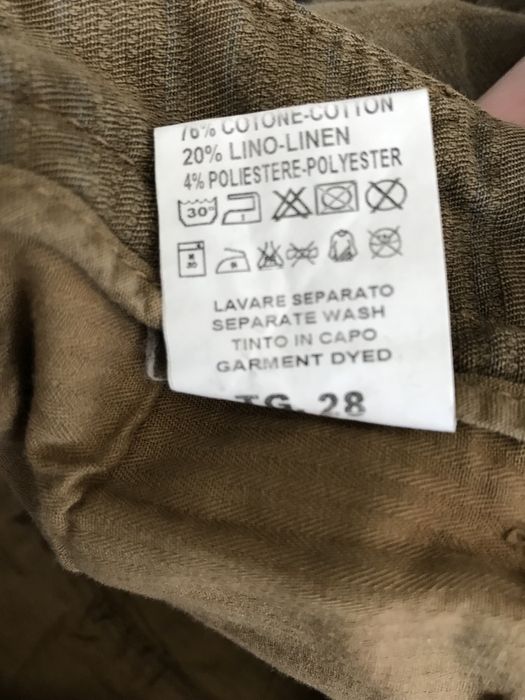 76% COTONE-COTTON
20% LINO-LINEN
4% POLIESTERE-POLYESTER
30°
LAVARE SEPARATO
SEPARATE WASH
TINTO IN CAPO
GARMENT DYED
TG. 28